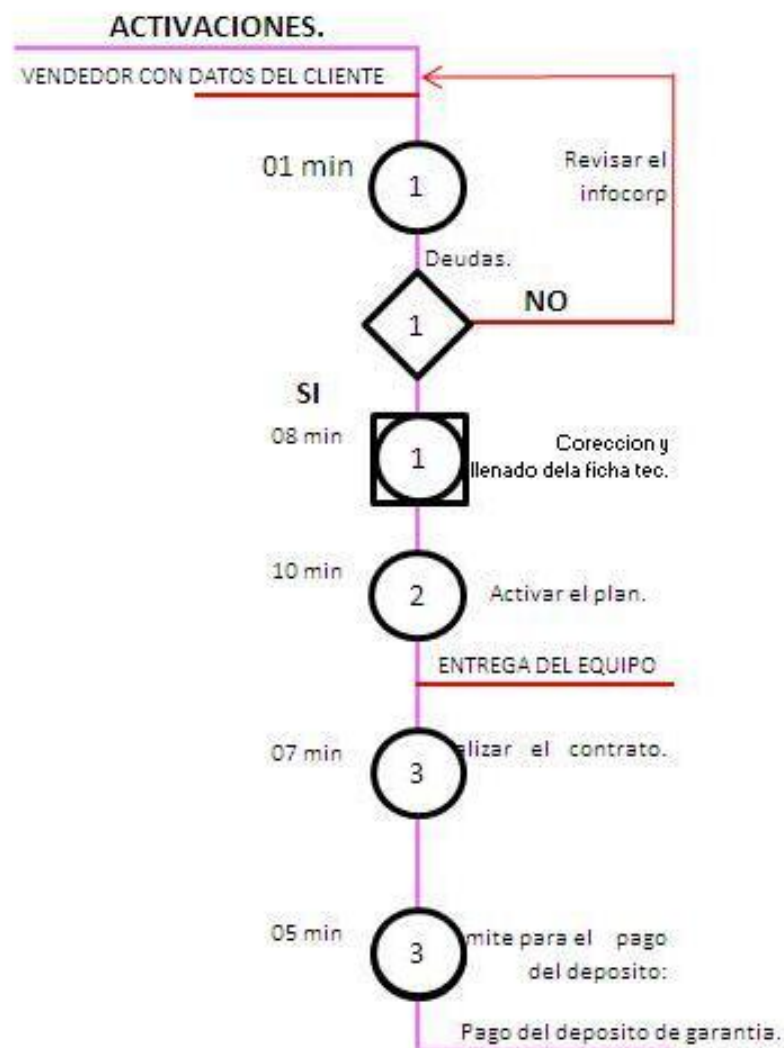 ACTIVACIONES.
VENDEDOR CON DATOS DEL CLIENTE
01 min
1
Revisar el
infocorp
Deudas.
1
NO
SI
08 min
1
Coreccion y
llenado dela ficha tec.
10 min
2
Activar el plan.
ENTREGA DEL EQUIPO
07 min
3
alizar el contrato.
05 min
3
mite para el pago
del deposito:
Pago del deposito de garantia.